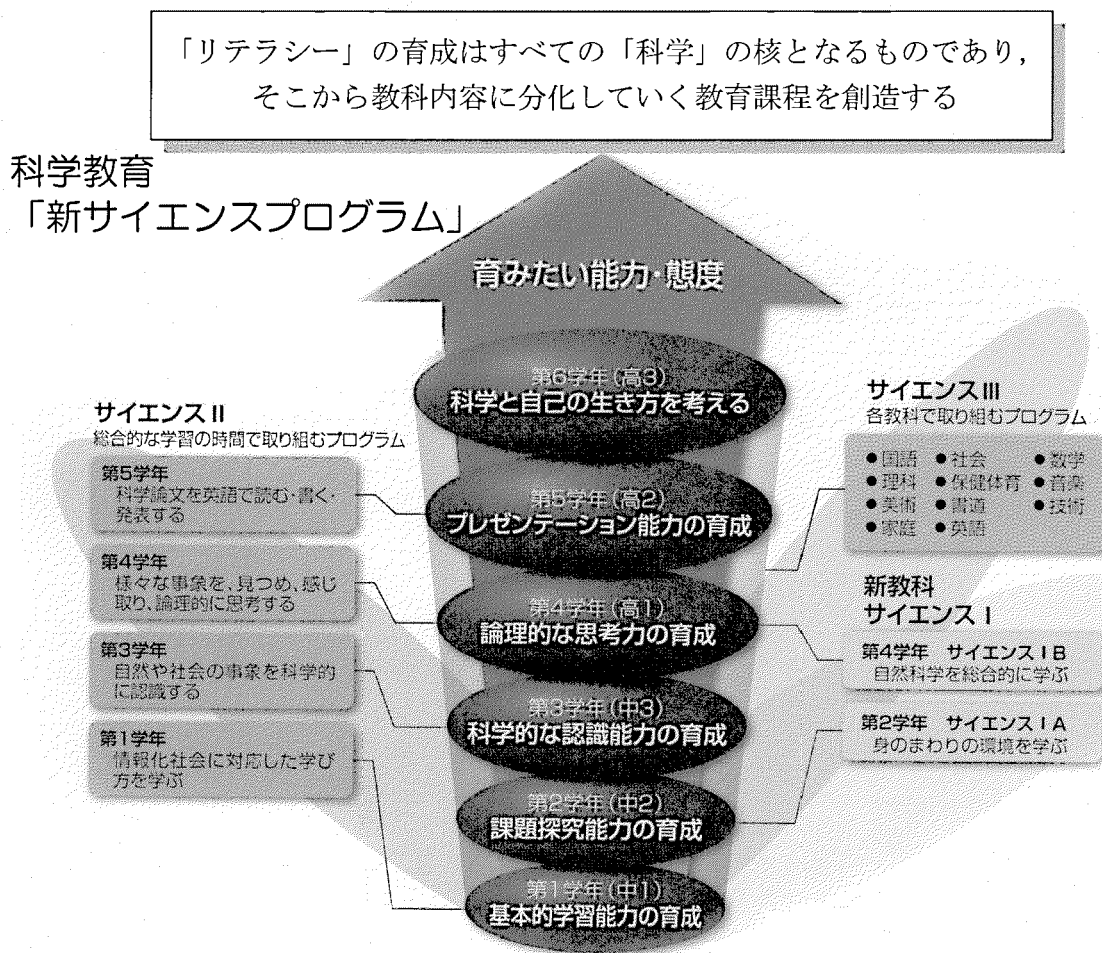 「リテラシー」の育成はすべての「科学」の核となるものであり,
そこから教科内容に分化していく教育課程を創造する
科学教育
「新サイエンスプログラム」
育みたい能力・態度
第6学年(高3)
科学と自己の生き方を考える
第5学年(高2)
プレゼンテーション能力の育成
第4学年(高1)
論理的な思考力の育成
第3学年(中3)
科学的な認識能力の育成
第2学年(中2)
課題探究能力の育成
第1学年(中1)
基本的学習能力の育成
サイエンスⅡ
総合的な学習の時間で取り組むプログラム
第5学年
科学論文を英語で読む・書く・
発表する
第4学年
様々な事象を、見つめ、感じ
取り、論理的に思考する
第3学年
自然や社会の事象を科学的
に認識する
第1学年
情報化社会に対応した学び
方を学ぶ
サイエンスⅢ
各教科で取り組むプログラム
●国語 ●社会 ●数学
●理科 ●保健体育 ●音楽
●美術 ●書道 ●技術
●家庭 ●英語
新教科
サイエンスⅠ
第4学年 サイエンスⅠB
自然科学を総合的に学ぶ
第2学年 サイエンスⅠA
身のまわりの環境を学ぶ